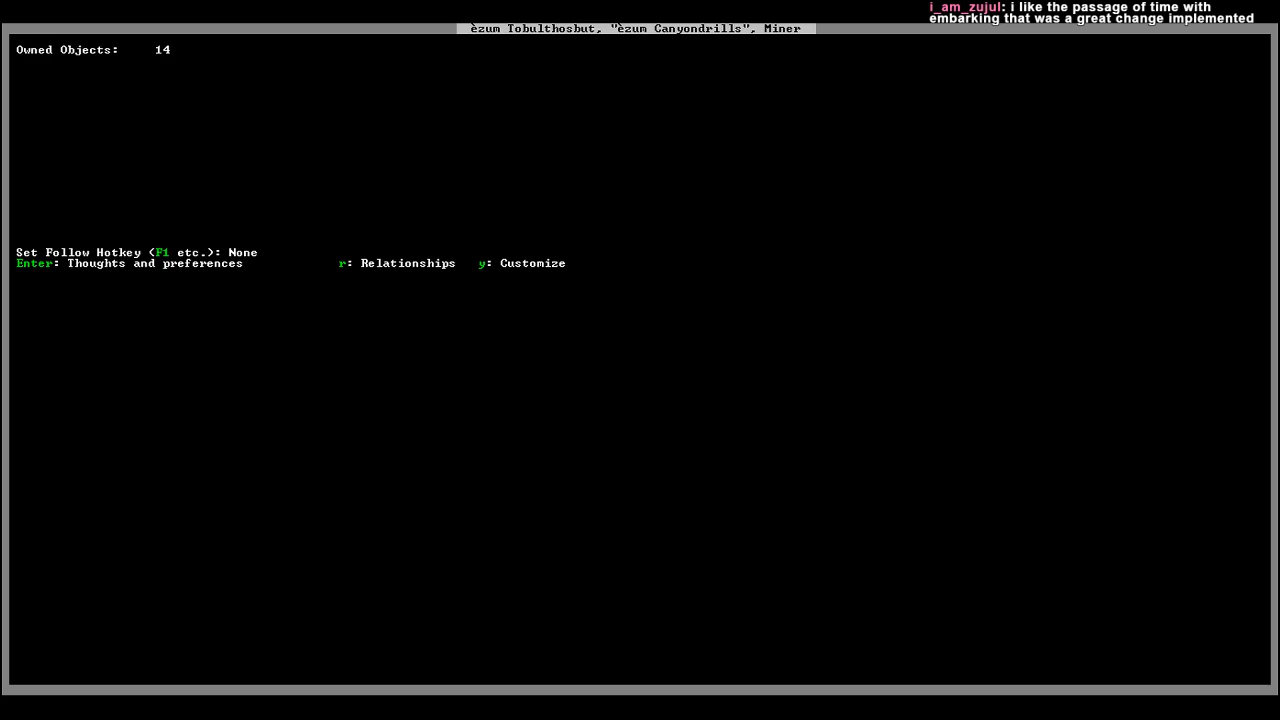 i_am_zujul: i like the passage of time with
embarking that was a great change implemented
èzum Tobulthosbut, "èzum Canyondrills", Miner
Owned Objects: 14
Set Follow Hotkey (F1 etc.): None
Enter: Thoughts and preferences r: Relationships y: Customize